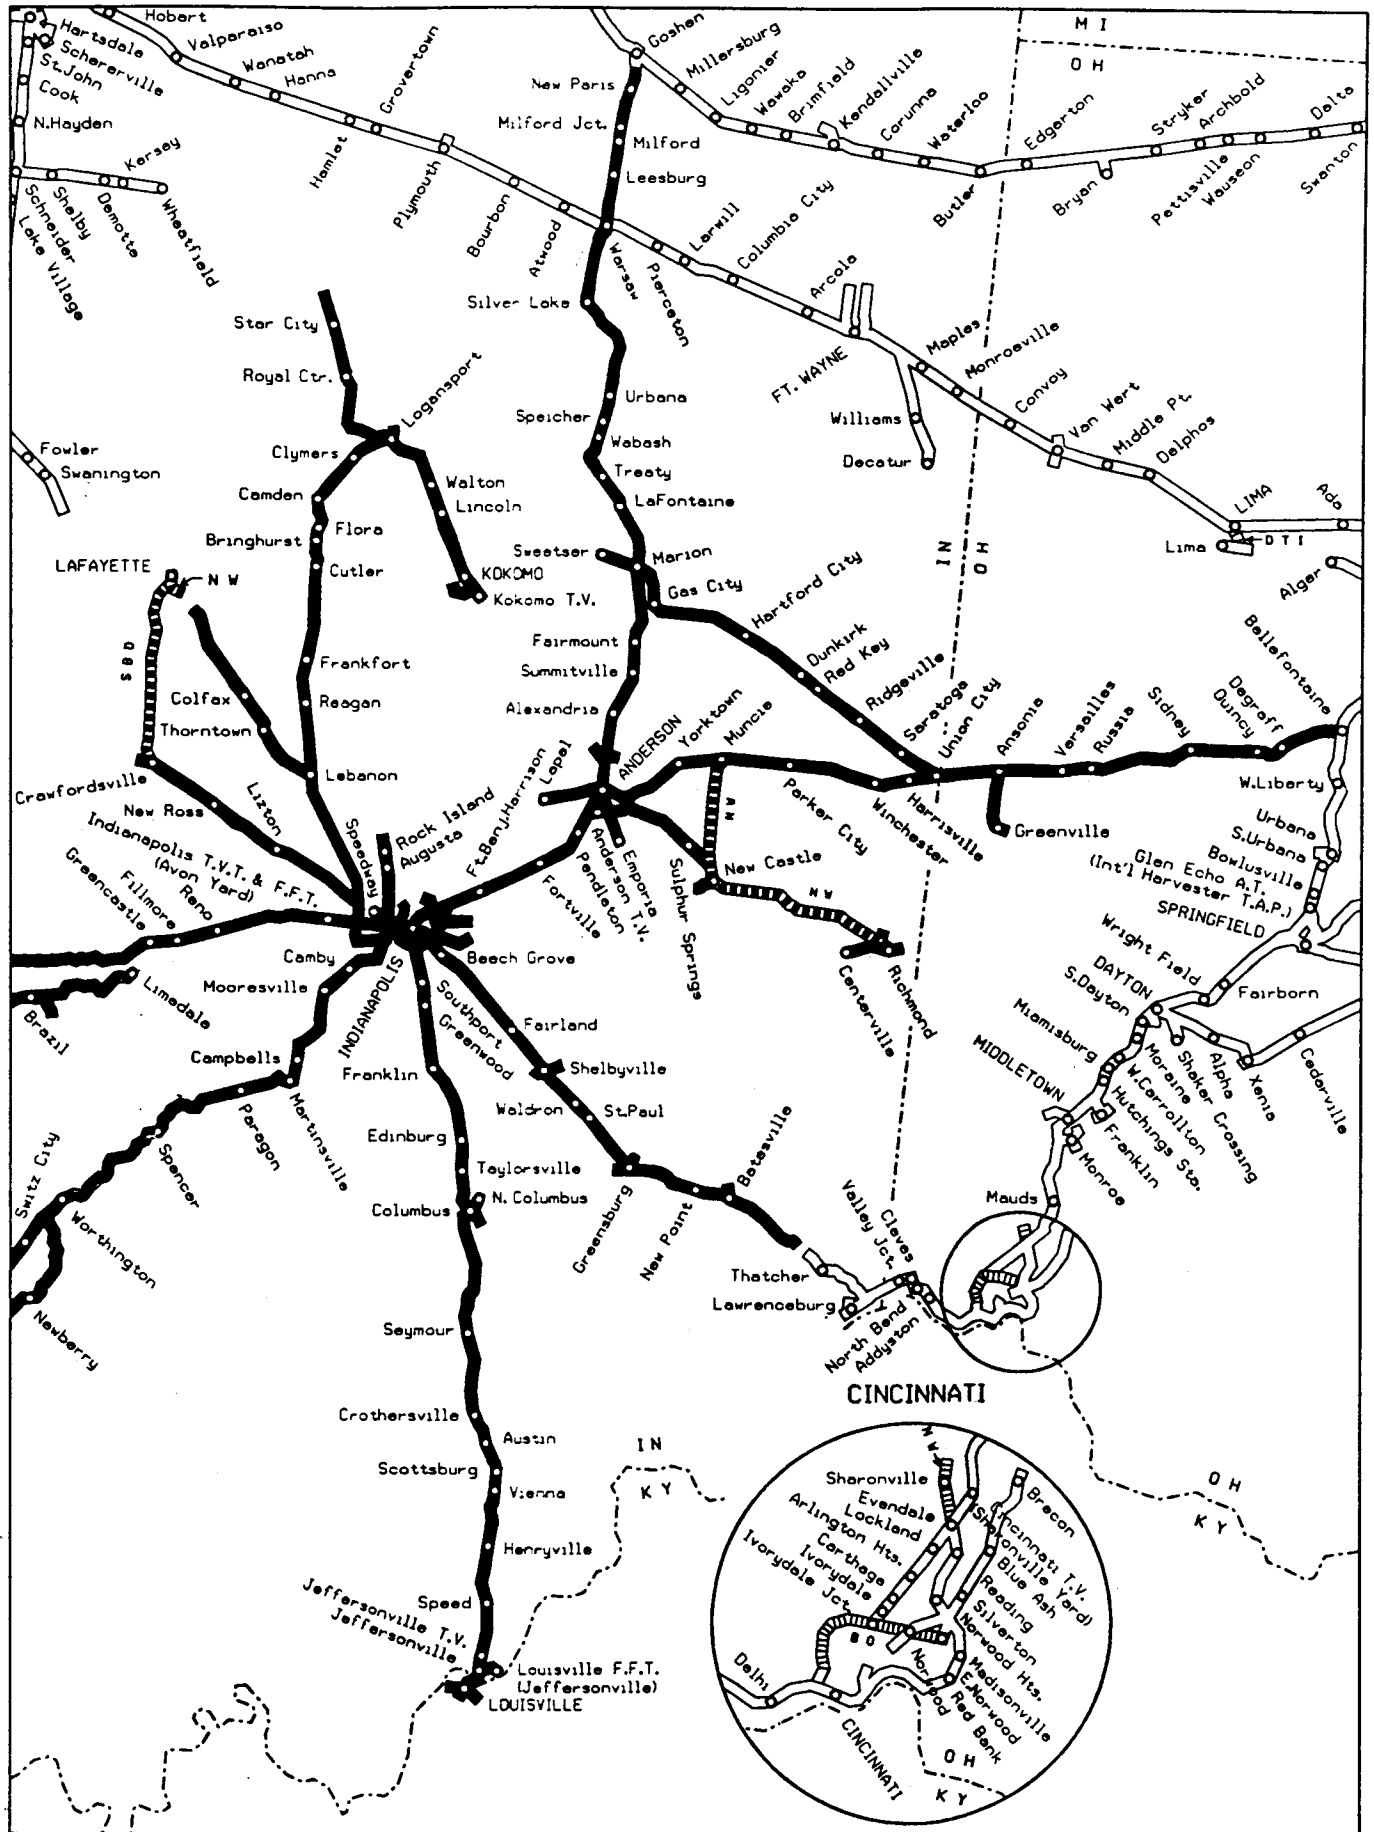 Hobart
Hartsdale
Schererville
St.John
Cook
N.Hayden
Kersey
Schneider
Shelby
Demotte
Wheatfield
Lake Village
Valparaiso
Wanatah
Hanna
Hamlet
Grovertown
Plymouth
Bourbon
Atwood
Warsaw
Pierceton
Larwill
Columbia City
Arcola
FT. WAYNE
Maples
Monroeville
Convoy
Van Wert
Middle Pt.
Delphos
LIMA
Ada
Lima
DTI
Alger
Williams
Decatur
MI
OH
Goshen
Millersburg
Ligonier
Wawaka
Brimfield
Kendallville
Corunna
Waterloo
Butler
Edgerton
Bryan
Stryker
Archbold
Pettisville
Wauseon
Delta
Swanton
New Paris
Milford Jct.
Milford
Leesburg
Silver Lake
Urbana
Speicher
Wabash
Treaty
LaFontaine
Sweetser
Marion
Gas City
Hartford City
Dunkirk
Red Key
Ridgeville
Saratoga
Union City
Fairmount
Summitville
Alexandria
ANDERSON
Lapel
Yorktown
Muncie
Parker City
Winchester
Harrisville
Ansonia
Greenville
Versailles
Russia
Sidney
Quincy
Degraff
Bellefontaine
IN
OH
Star City
Royal Ctr.
Logansport
Clymers
Walton
Lincoln
KOKOMO
Kokomo T.V.
Camden
Flora
Bringhurst
Cutler
Frankfort
Reagan
Lebanon
Fowler
Swanington
LAFAYETTE
NW
SBD
Colfax
Thorntown
Crawfordsville
New Ross
Lizton
Indianapolis T.V.T. & F.F.T.
(Avon Yard)
Reno
Fillmore
Greencastle
Speedway
Rock Island
Augusta
Ft.Benj.Harrison
Fortville
Pendleton
Anderson T.V.
Emporia
Sulphur Springs
NW
New Castle
NW
Richmond
Centerville
Limedale
Brazil
Camby
Mooresville
Campbells
Martinsville
Paragon
Spencer
Switz City
Worthington
Newberry
INDIANAPOLIS
Beech Grove
Southport
Greenwood
Fairland
Shelbyville
Waldron
St.Paul
Greensburg
New Point
Batesville
Thatcher
Lawrenceburg
Valley Jct.
Cleves
North Bend
Addyston
Franklin
Edinburg
Taylorsville
N. Columbus
Columbus
Seymour
Crothersville
Austin
Scottsburg
Vienna
Henryville
Speed
Jeffersonville T.V.
Jeffersonville
Louisville F.F.T.
(Jeffersonville)
LOUISVILLE
IN
KY
W.Liberty
Urbana
S.Urbana
Bowlusville
Glen Echo A.T.
(Int'l Harvester T.A.P.)
SPRINGFIELD
Wright Field
Fairborn
DAYTON
S.Dayton
Miamisburg
MIDDLETOWN
Moraine
W.Carrollton
Hutchings Sta.
Franklin
Monroe
Shaker Crossing
Alpha
Xenia
Cedarville
Mauds
OH
KY
CINCINNATI
NW
Sharonville
Evendale
Lockland
Arlington Hts.
Carthage
Ivorydale
Ivorydale Jct.
Brecon
Cincinnati T.V.
(Sharonville Yard)
Blue Ash
Reading
Silverton
Norwood Hts.
Madisonville
E.Norwood
Red Bank
Norwood
BO
Delhi
CINCINNATI
OH
KY